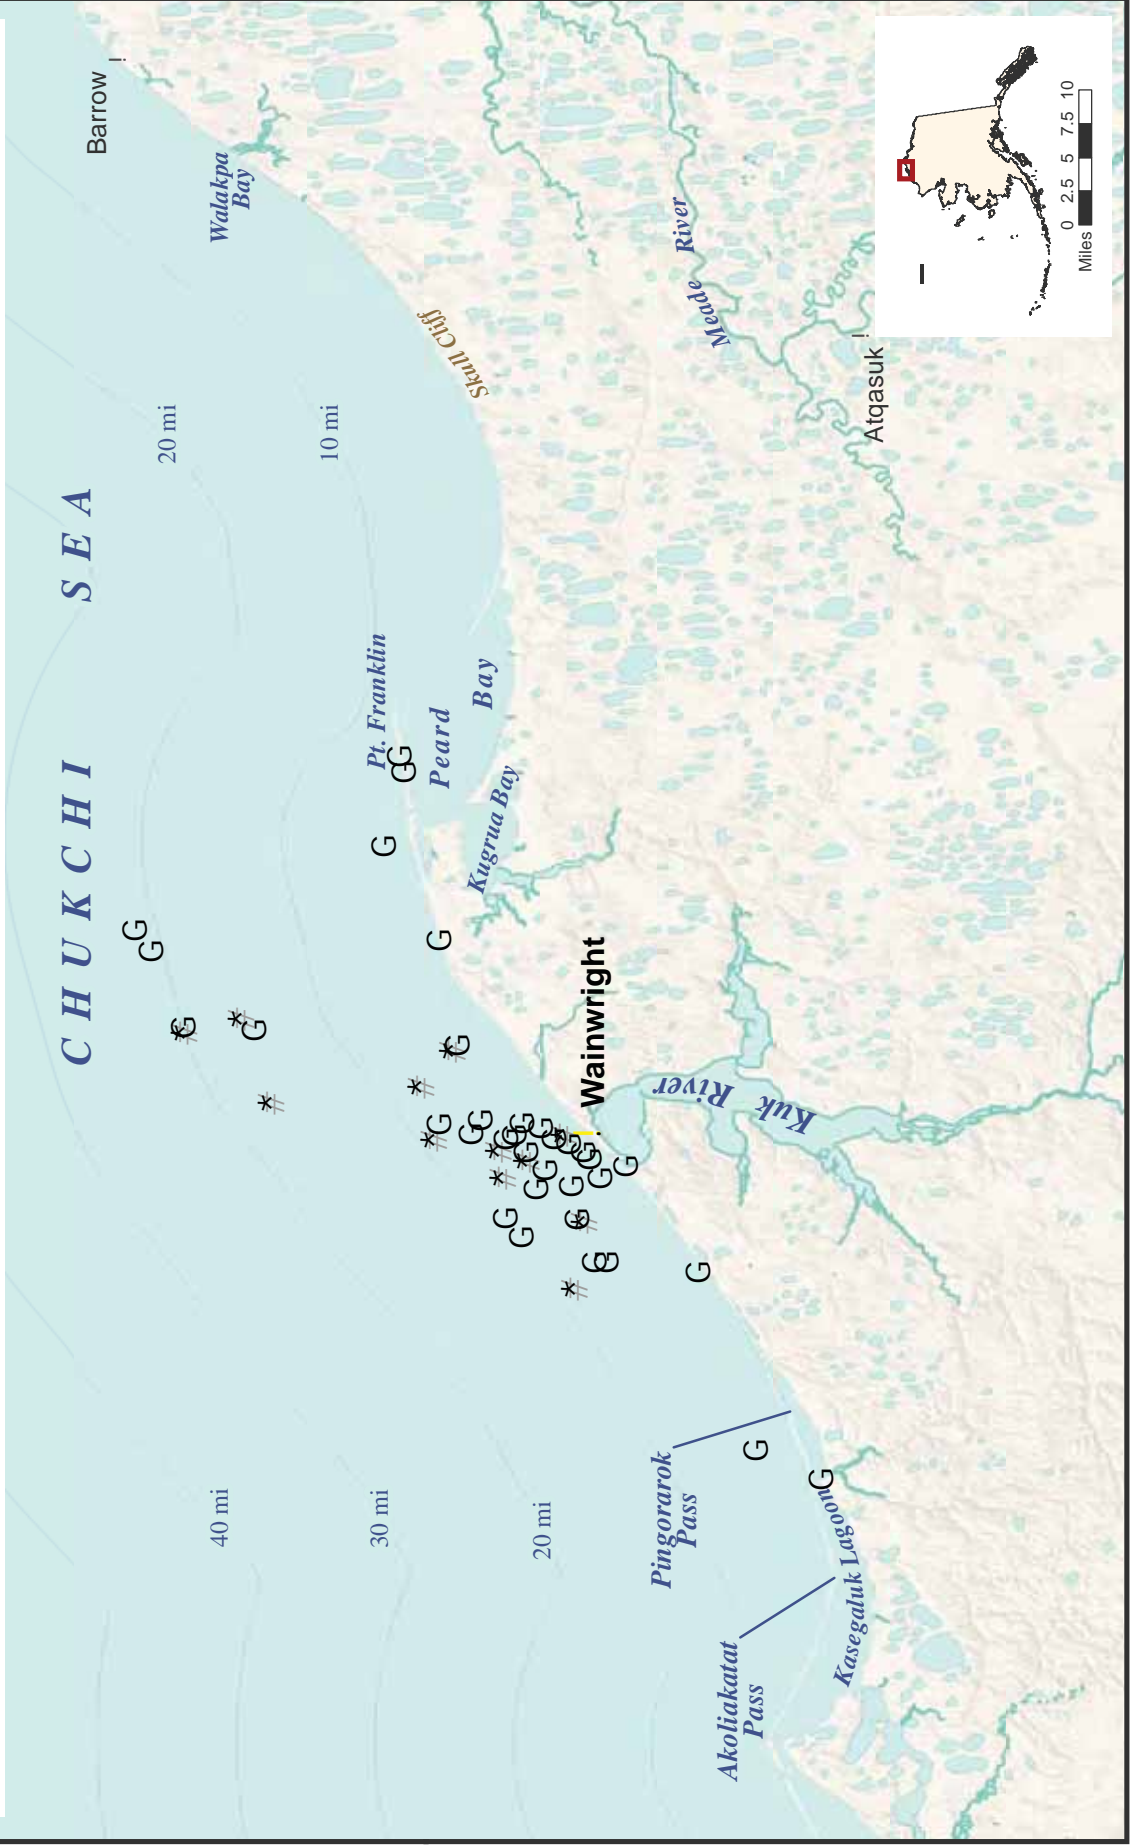 CHUKCHI SEA
Barrow
!
Walakpa
Bay
Skull Cliff
Meade River
Atqasuk
!
20 mi
10 mi
Pt. Franklin
Peard
Bay
Kugrua Bay
Wainwright
Kuk River
40 mi
30 mi
20 mi
Pingorarok
Pass
Akoliakatat
Pass
Kasegaluk Lagoon
0 2.5 5 7.5 10
Miles